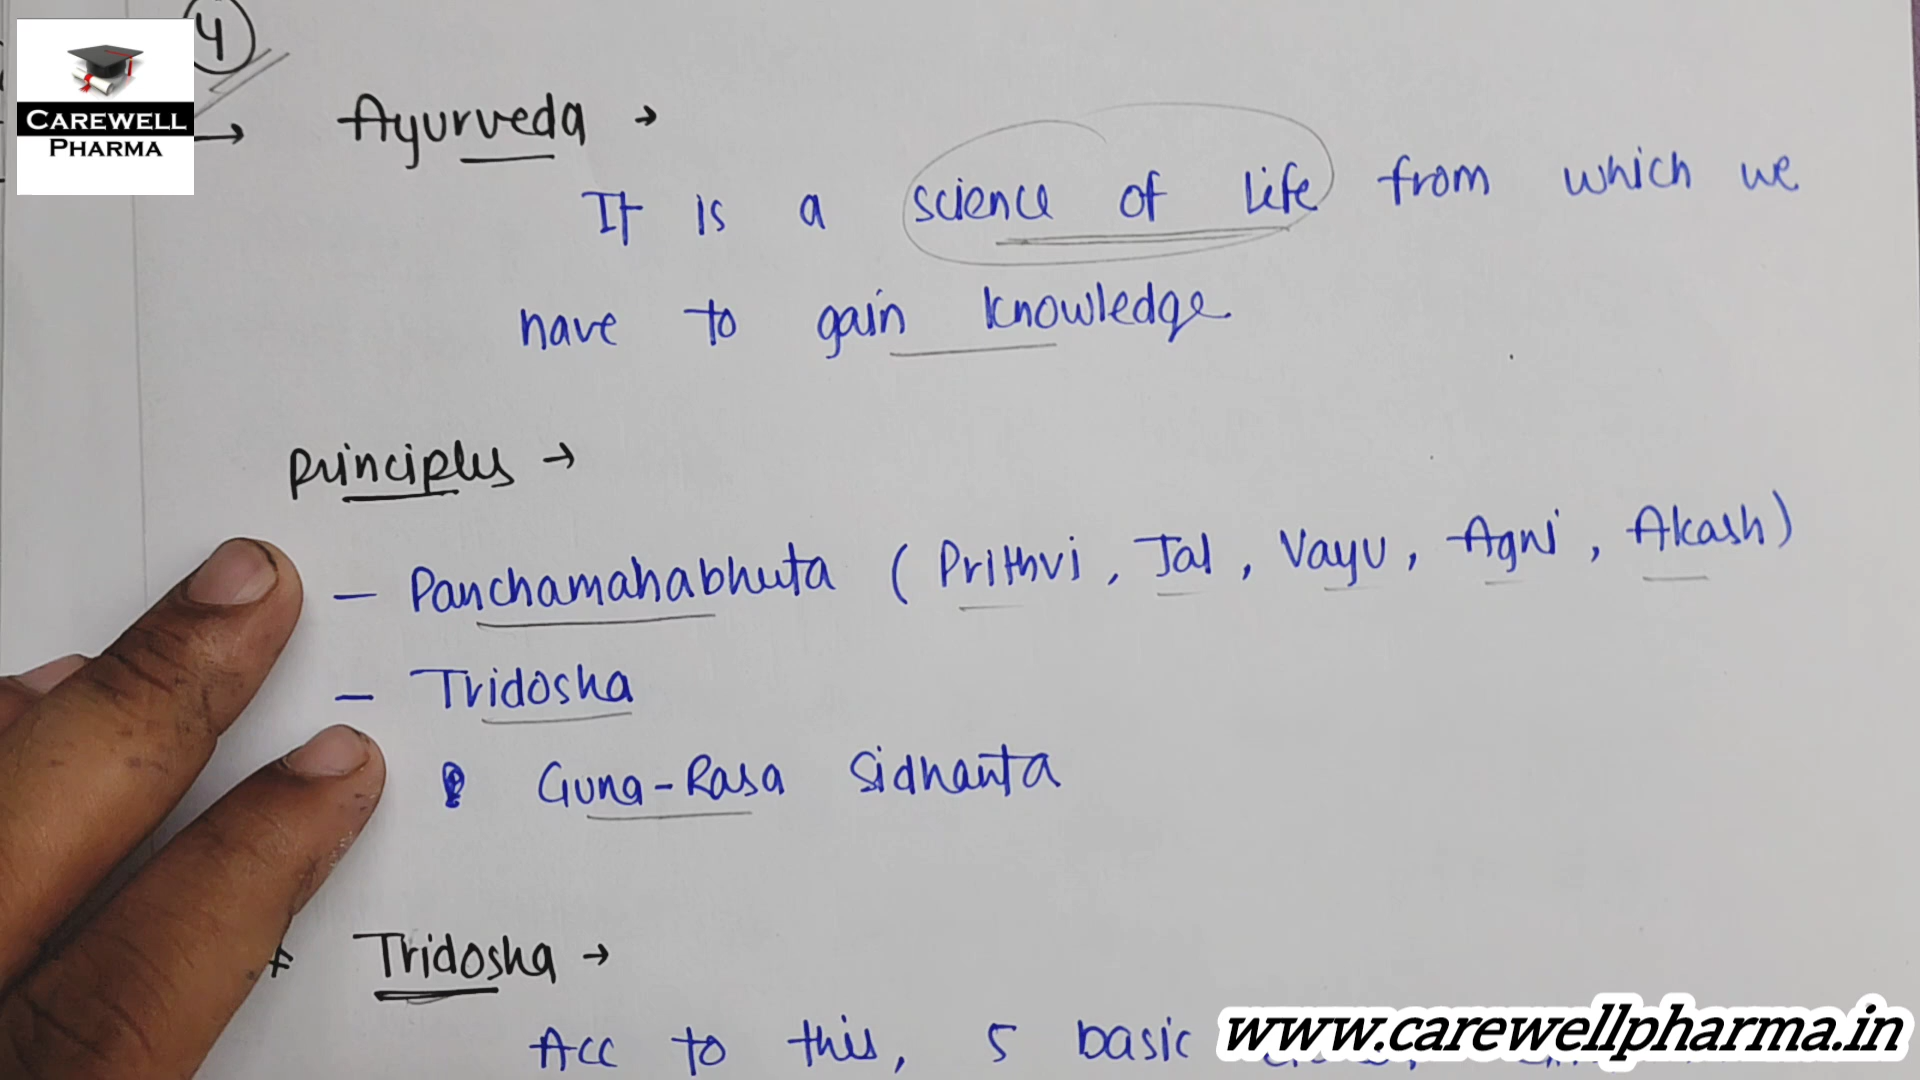 4
CAREWELL
PHARMA
→ Ayurveda →
It is a science of life from which we
have to gain knowledge
principles →
— Panchamahabhuta ( Prithvi, Jal, Vayu, Agni, Akash)
— Tridosha
Guna-Rasa Sidhanta
Tridosha →
Acc to this, 5 basic
www.carewellpharma.in